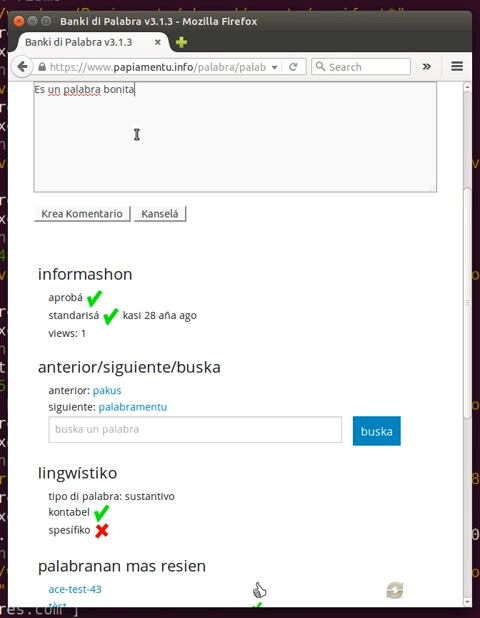 Banki di Palabra v3.1.3 - Mozilla Firefox
Banki di Palabra v3.1.3
https://www.papiamentu.info/palabra/palab
Search
Es un palabra bonita
Krea Komentario Kanselá
informashon
aprobá
standarisá kasi 28 aña ago
views: 1
anterior/siguiente/buska
anterior: pakus
siguiente: palabramentu
buska un palabra buska
lingwístiko
tipo di palabra: sustantivo
kontabel
spesífiko
palabranan mas resien
ace-test-43
tèst
res.com ]